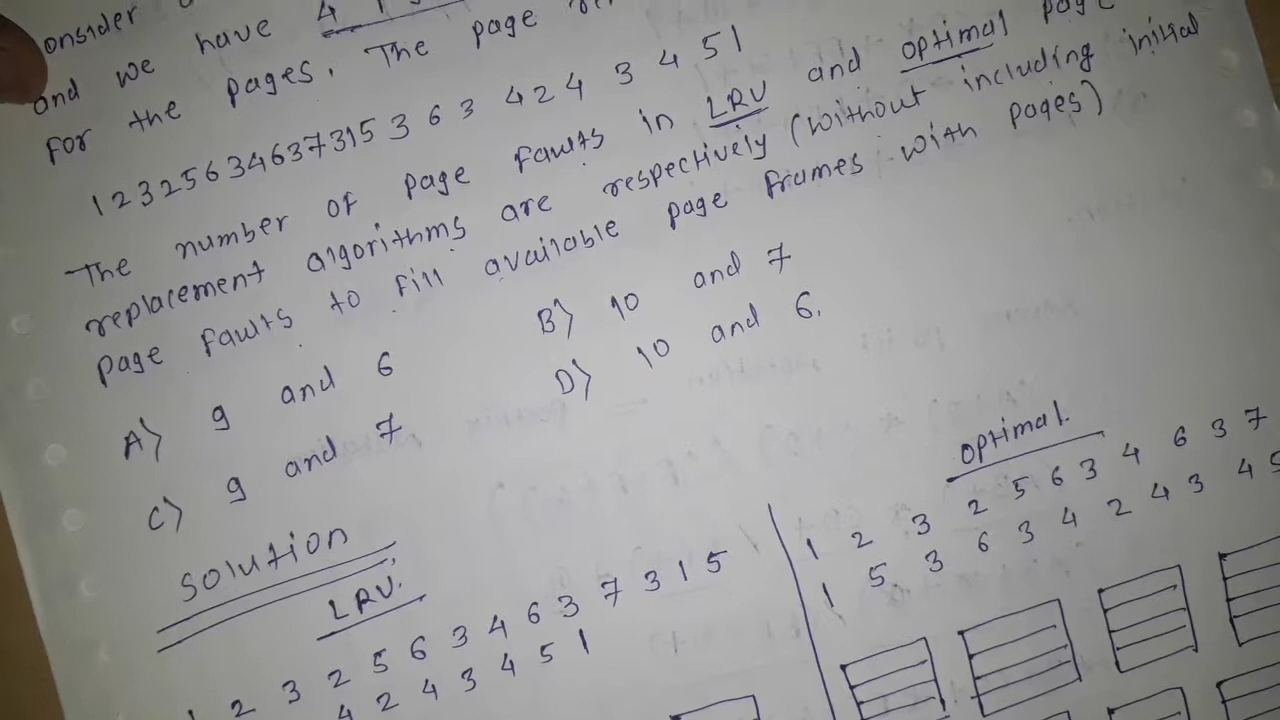 onsider
and we have 4
for the pages. The page
1 2 3 2 5 6 3 4 6 3 7 3 1 5 3 6 3 4 2 4 3 4 5 1
The number of page faults in LRU and optimal page
replacement algorithms are respectively (without including initial
page faults to fill available page frames with pages)
A) 9 and 6
B) 10 and 7
C) 9 and 7
D) 10 and 6.
Solution
LRU.
1 2 3 2 5 6 3 4 6 3 7 3 1 5
4 2 4 3 4 5 1
optimal.
1 2 3 2 5 6 3 4 6 3 7
1 5 3 6 3 4 2 4 3 4 5